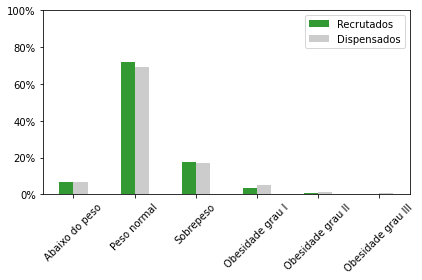 100%
80%
60%
40%
20%
0%
Recrutados
Dispensados
Abaixo do peso
Peso normal
Sobrepeso
Obesidade grau I
Obesidade grau II
Obesidade grau III